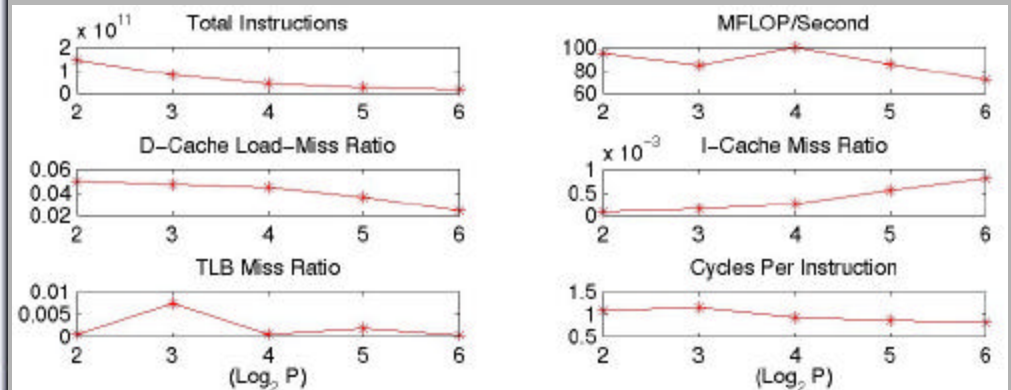 Total Instructions
x 10^11
2
1
0
2 3 4 5 6
MFLOP/Second
100
80
60
2 3 4 5 6
D-Cache Load-Miss Ratio
0.06
0.04
0.02
2 3 4 5 6
I-Cache Miss Ratio
x 10^-3
1
0.5
0
2 3 4 5 6
TLB Miss Ratio
0.01
0.005
0
2 3 4 5 6
(Log_2 P)
Cycles Per Instruction
1.5
1
0.5
2 3 4 5 6
(Log_2 P)